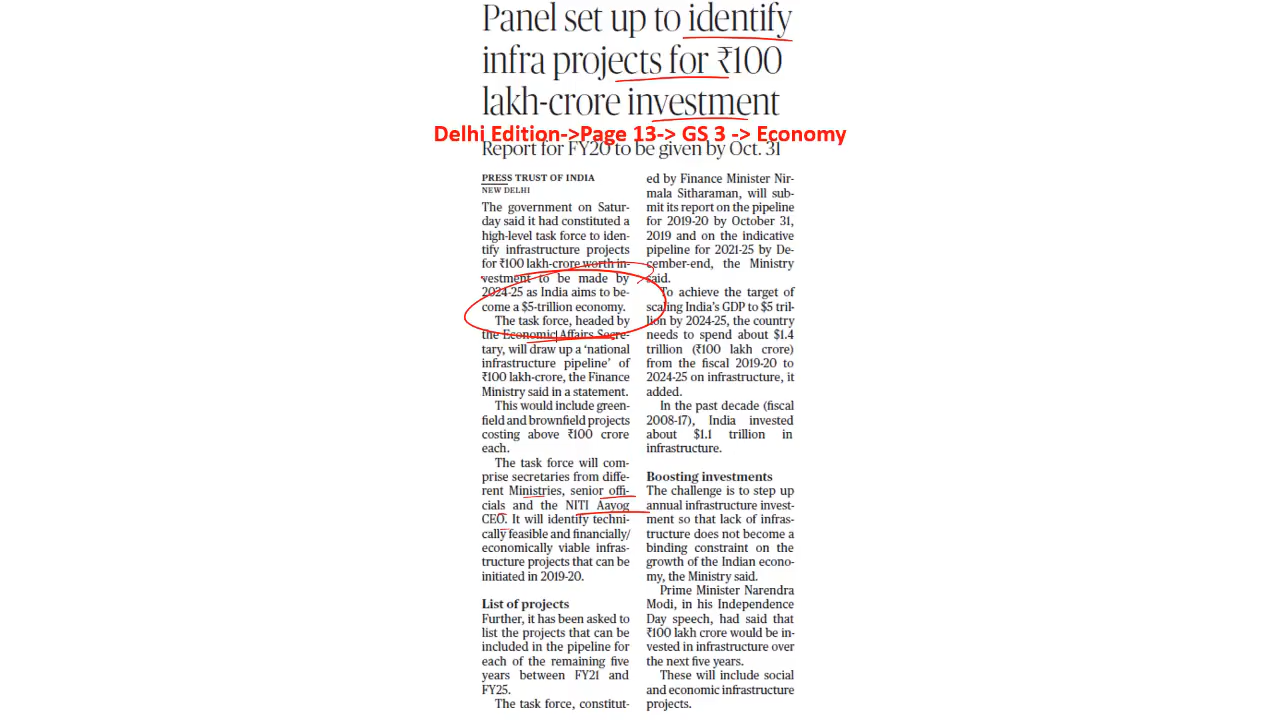 Panel set up to identify
infra projects for ₹100
lakh-crore investment
Delhi Edition->Page 13-> GS 3 -> Economy
Report for FY20 to be given by Oct. 31
PRESS TRUST OF INDIA
NEW DELHI
The government on Satur-
day said it had constituted a
high-level task force to iden-
tify infrastructure projects
for ₹100 lakh-crore worth in-
vestment to be made by
2024-25 as India aims to be-
come a $5-trillion economy.
The task force, headed by
the Economic Affairs Secre-
tary, will draw up a ‘national
infrastructure pipeline’ of
₹100 lakh-crore, the Finance
Ministry said in a statement.
This would include green-
field and brownfield projects
costing above ₹100 crore
each.
The task force will com-
prise secretaries from diffe-
rent Ministries, senior offi-
cials and the NITI Aayog
CEO. It will identify techni-
cally feasible and financially/
economically viable infras-
tructure projects that can be
initiated in 2019-20.
List of projects
Further, it has been asked to
list the projects that can be
included in the pipeline for
each of the remaining five
years between FY21 and
FY25.
The task force, constitut-
ed by Finance Minister Nir-
mala Sitharaman, will sub-
mit its report on the pipeline
for 2019-20 by October 31,
2019 and on the indicative
pipeline for 2021-25 by De-
cember-end, the Ministry
said.
To achieve the target of
scaling India’s GDP to $5 tril-
lion by 2024-25, the country
needs to spend about $1.4
trillion (₹100 lakh crore)
from the fiscal 2019-20 to
2024-25 on infrastructure, it
added.
In the past decade (fiscal
2008-17), India invested
about $1.1 trillion in
infrastructure.
Boosting investments
The challenge is to step up
annual infrastructure invest-
ment so that lack of infras-
tructure does not become a
binding constraint on the
growth of the Indian econo-
my, the Ministry said.
Prime Minister Narendra
Modi, in his Independence
Day speech, had said that
₹100 lakh crore would be in-
vested in infrastructure over
the next five years.
These will include social
and economic infrastructure
projects.